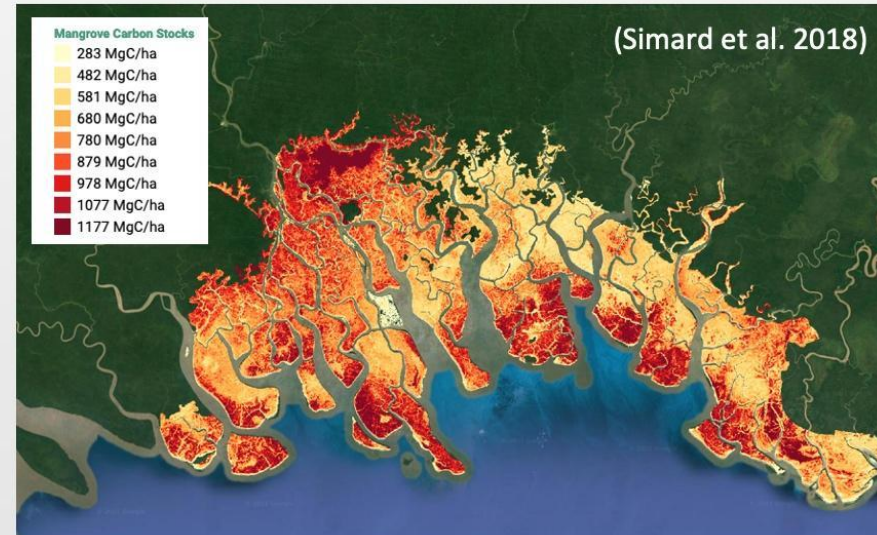 Mangrove Carbon Stocks
283 MgC/ha
482 MgC/ha
581 MgC/ha
680 MgC/ha
780 MgC/ha
879 MgC/ha
978 MgC/ha
1077 MgC/ha
1177 MgC/ha
(Simard et al. 2018)